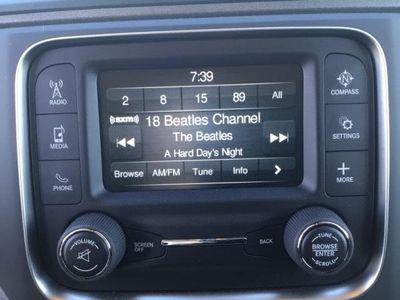 7:39
2 8 15 89 All
((sxm)) 18 Beatles Channel
The Beatles
A Hard Day's Night
Browse AM/FM Tune Info
RADIO
MEDIA
PHONE
N
COMPASS
SETTINGS
MORE
VOLUME
SCREEN OFF
BACK
TUNE
BROWSE
ENTER
SCROLL